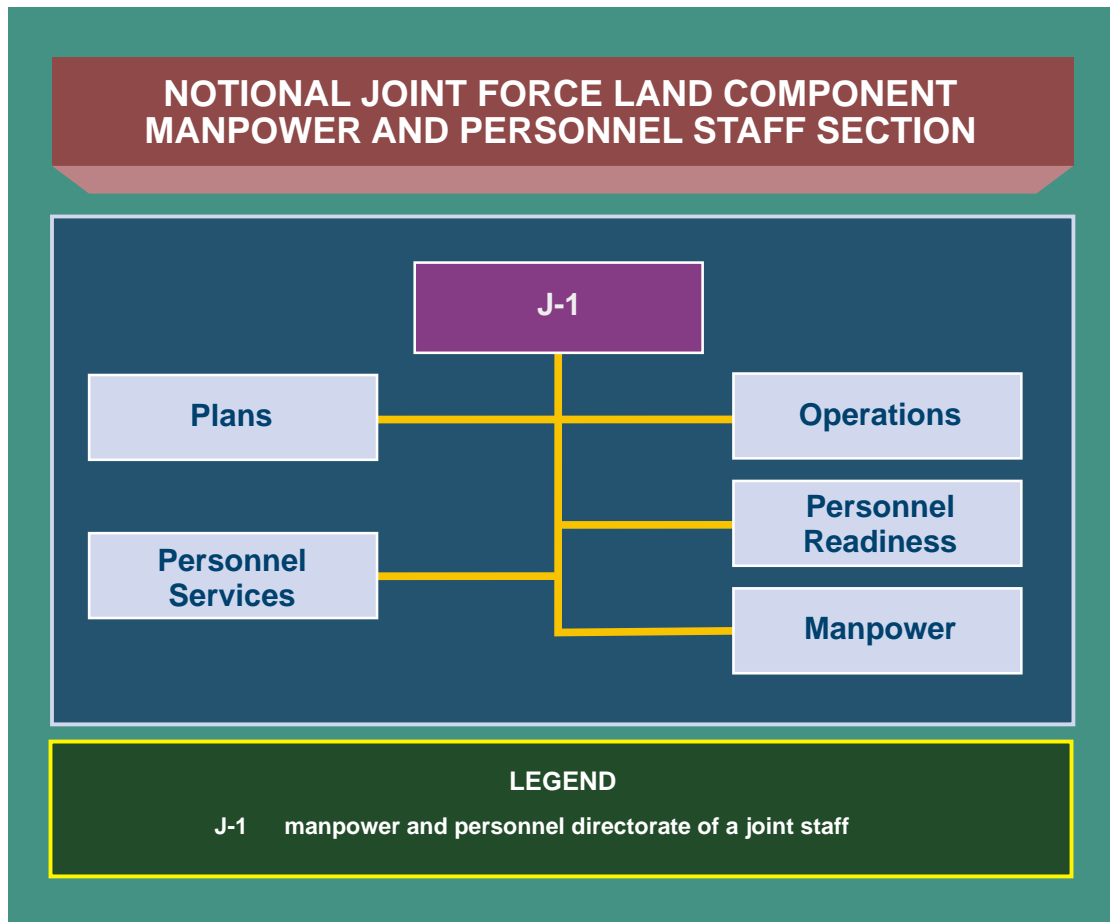 NOTIONAL JOINT FORCE LAND COMPONENT
MANPOWER AND PERSONNEL STAFF SECTION
J-1
Plans
Operations
Personnel
Readiness
Personnel
Services
Manpower
LEGEND
J-1 manpower and personnel directorate of a joint staff